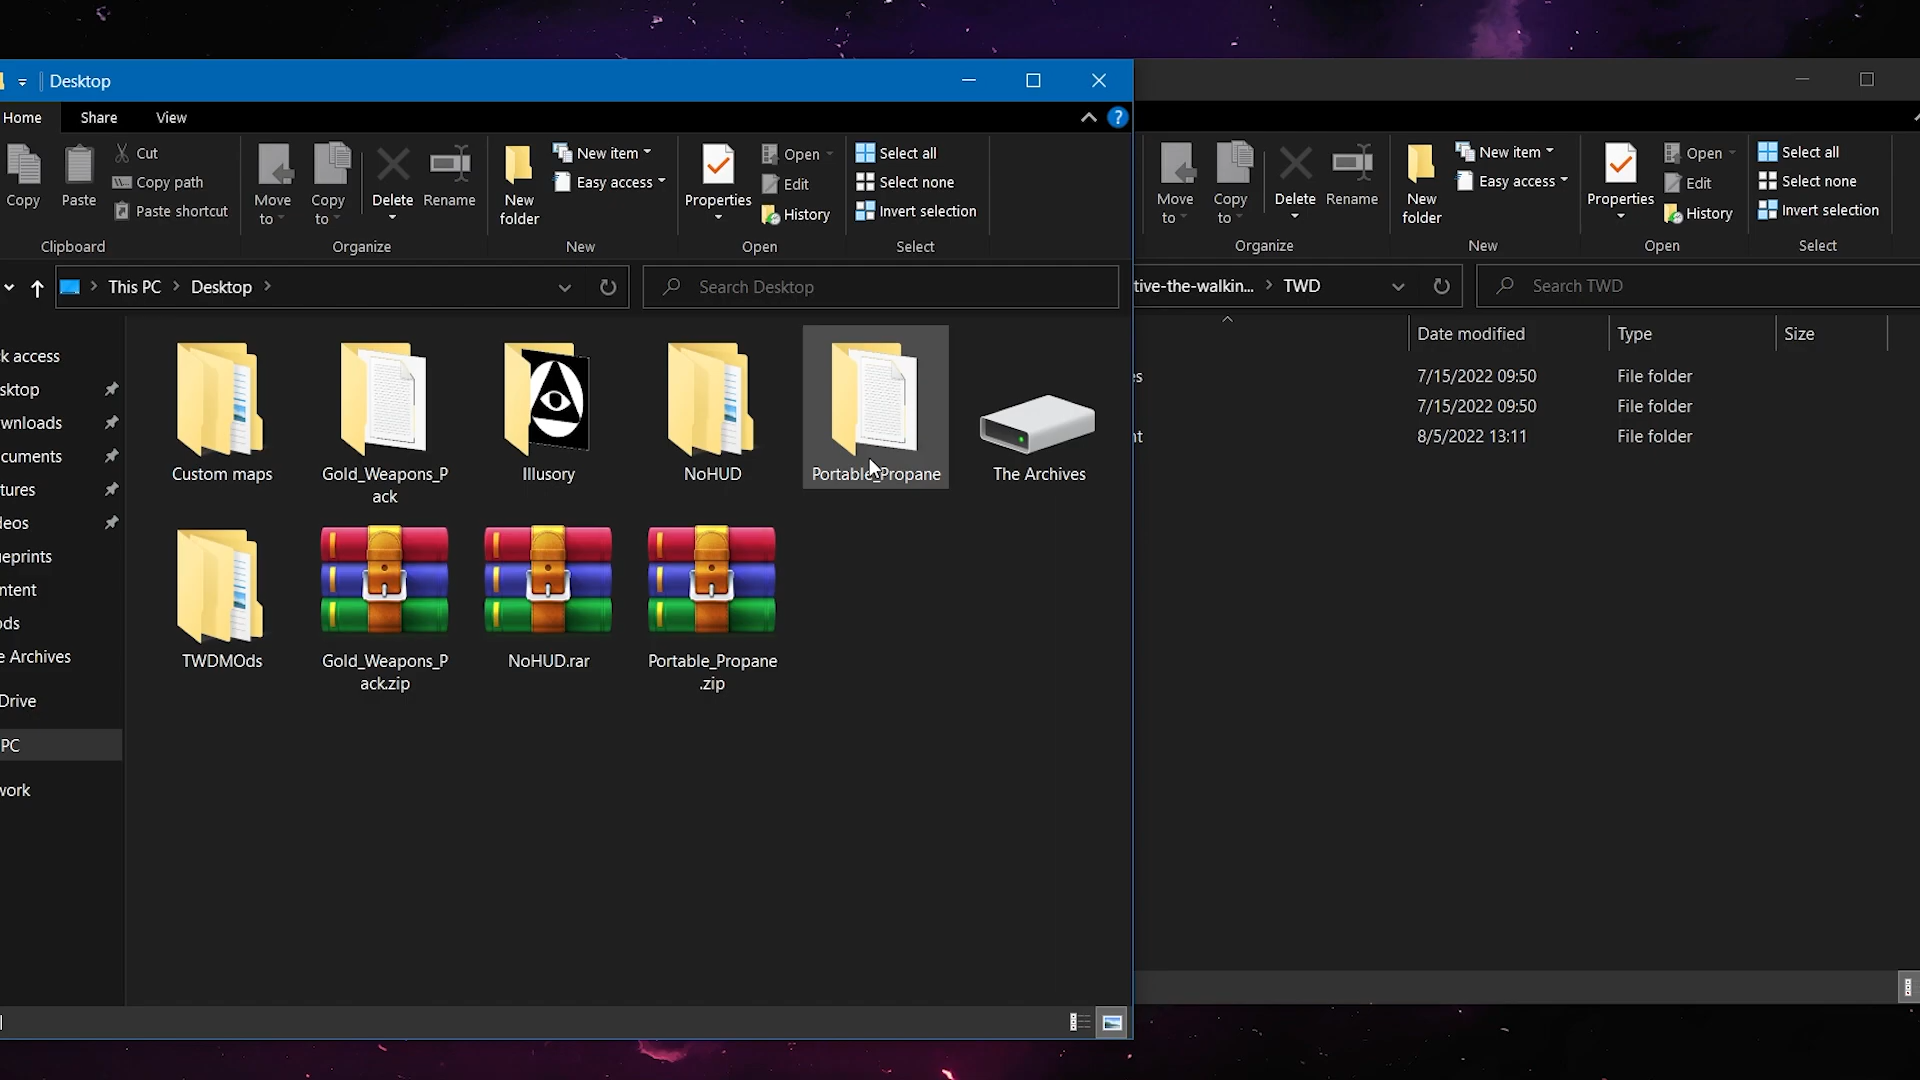 Desktop
Home Share View
?
Copy
Paste
Cut
Copy path
Paste shortcut
Clipboard
Move
to
Copy
to
Delete
Rename
Organize
New
folder
New item
Easy access
New
Properties
Open
Edit
History
Open
Select all
Select none
Invert selection
Select
This PC Desktop
Search Desktop
k access
sktop
wnloads
cuments
tures
leos
eprints
ntent
ods
e Archives
Drive
PC
work
Custom maps
Gold_Weapons_P
ack
Illusory
NoHUD
Portable_Propane
The Archives
TWDMOds
Gold_Weapons_P
ack.zip
NoHUD.rar
Portable_Propane
.zip
Move
to
Copy
to
Delete
Rename
Organize
New
folder
New item
Easy access
New
Properties
Open
Edit
History
Open
Select all
Select none
Invert selection
Select
tive-the-walkin... TWD
Search TWD
Date modified Type Size
es 7/15/2022 09:50 File folder
7/15/2022 09:50 File folder
nt 8/5/2022 13:11 File folder